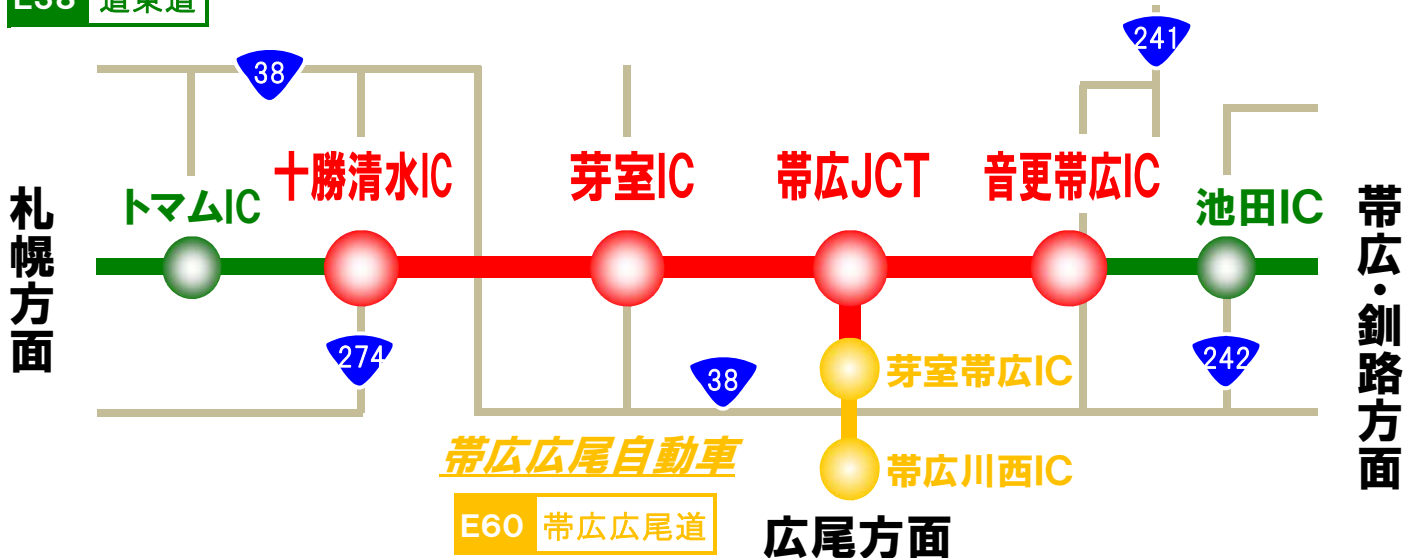 E38 道東道
241
38
十勝清水IC
芽室IC
帯広JCT
音更帯広IC
トマムIC
池田IC
札幌方面
帯広・釧路方面
274
242
38
芽室帯広IC
帯広広尾自動車
帯広川西IC
E60 帯広広尾道
広尾方面